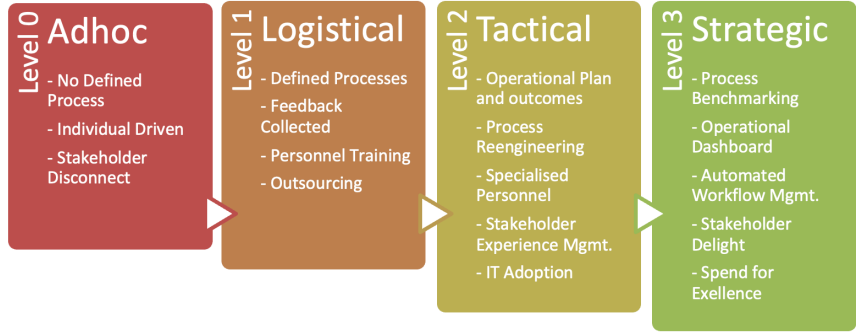 Level 0
Adhoc
- No Defined
Process
- Individual Driven
- Stakeholder
Disconnect
Level 1
Logistical
- Defined Processes
- Feedback
Collected
- Personnel Training
- Outsourcing
Level 2
Tactical
- Operational Plan
and outcomes
- Process
Reengineering
- Specialised
Personnel
- Stakeholder
Experience Mgmt.
- IT Adoption
Level 3
Strategic
- Process
Benchmarking
- Operational
Dashboard
- Automated
Workflow Mgmt.
- Stakeholder
Delight
- Spend for
Exellence